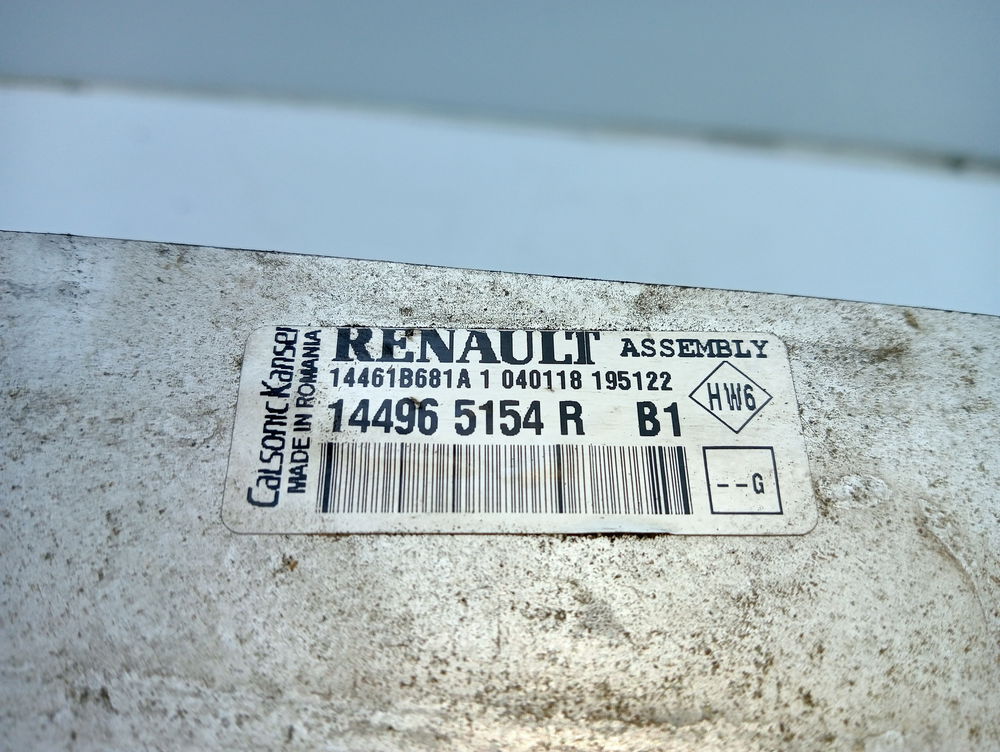 Calsonic Kansei
MADE IN ROMANIA
RENAULT ASSEMBLY
14461B681A 1 040118 195122
14496 5154 R B1
HW6
--G